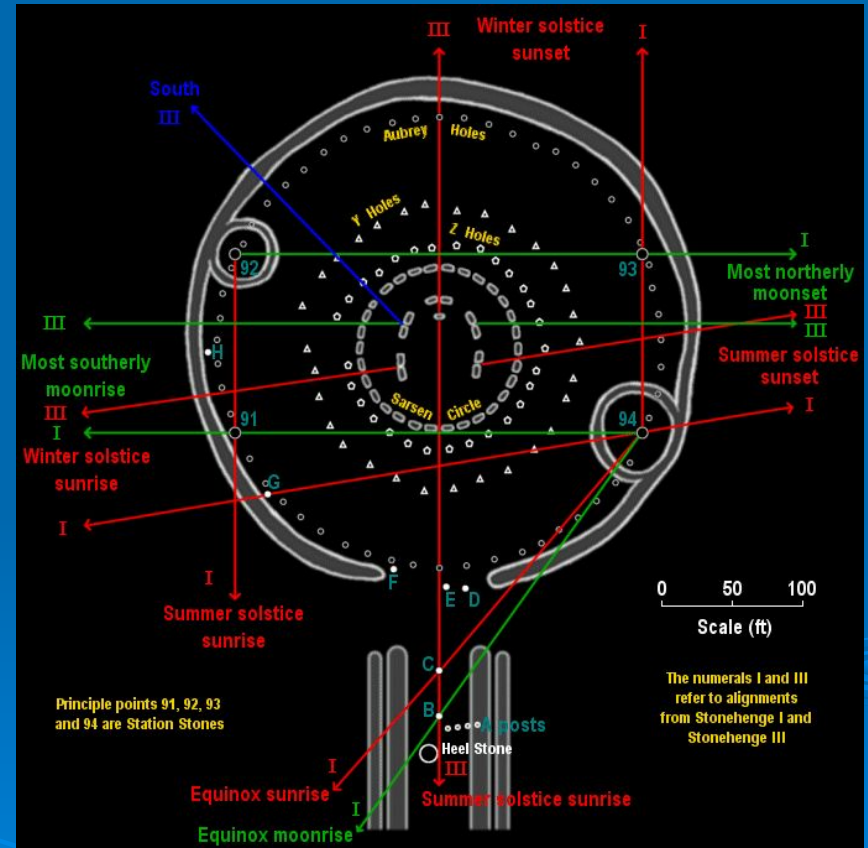 III
Winter solstice
sunset
I
South
III
Aubrey Holes
Y Holes
Z Holes
92
93
I
Most northerly
moonset
III
III
III
H
Most southerly
moonrise
Summer solstice
sunset
III
I
Sarsen Circle
91
94
I
Winter solstice
sunrise
G
I
I
Summer solstice
sunrise
F
E
D
0 50 100
Scale (ft)
C
B
A posts
Heel Stone
III
Principle points 91, 92, 93
and 94 are Station Stones
The numerals I and III
refer to alignments
from Stonehenge I and
Stonehenge III
I
Equinox sunrise
Summer solstice sunrise
I
Equinox moonrise